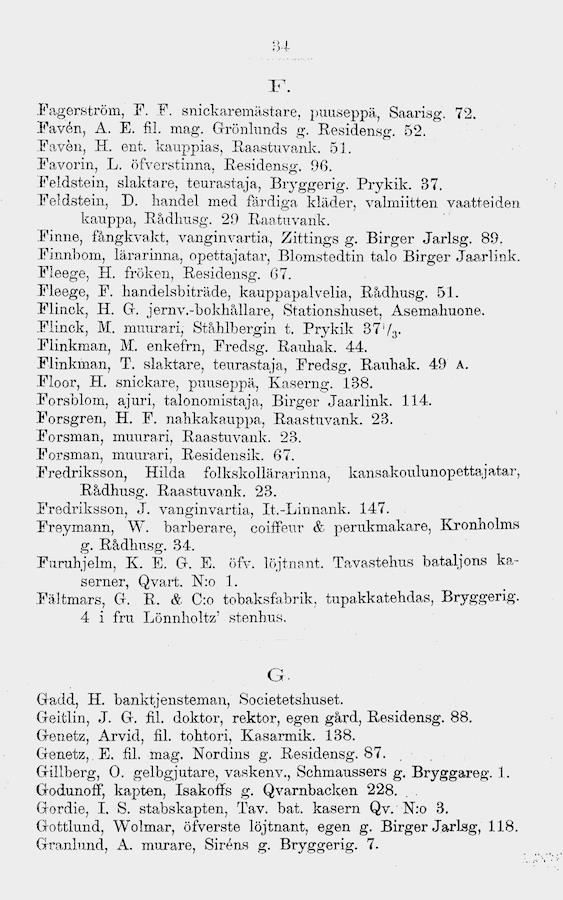 34
F.
Fagerström, F. F. snickaremästare, puuseppä, Saarisg. 72.
Favén, A. E. fil. mag. Grönlunds g. Residensg. 52.
Favèn, H. ent. kauppias, Raastuvank. 51.
Favorin, L. öfverstinna, Residensg. 96.
Feldstein, slaktare, teurastaja, Bryggerig. Prykik. 37.
Feldstein, D. handel med färdiga kläder, valmiitten vaatteiden
kauppa, Rådhusg. 29 Raatuvank.
Finne, fångkvakt, vanginvartia, Zittings g. Birger Jarlsg. 89.
Finnbom, lärarinna, opettajatar, Blomstedtin talo Birger Jaarlink.
Fleege, H. fröken, Residensg. 67.
Fleege, F. handelsbiträde, kauppapalvelia, Rådhusg. 51.
Flinck, H. G. jernv.-bokhållare, Stationshuset, Asemahuone.
Flinck, M. muurari, Ståhlbergin t. Prykik 37¹/₃.
Flinkman, M. enkefrn, Fredsg. Rauhak. 44.
Flinkman, T. slaktare, teurastaja, Fredsg. Rauhak. 49 A.
Floor, H. snickare, puuseppä, Kaserng. 138.
Forsblom, ajuri, talonomistaja, Birger Jaarlink. 114.
Forsgren, H. F. nahkakauppa, Raastuvank. 23.
Forsman, muurari, Raastuvank. 23.
Forsman, muurari, Residensik. 67.
Fredriksson, Hilda folkskollärarinna, kansakoulunopettajatar,
Rådhusg. Raastuvank. 23.
Fredriksson, J. vanginvartia, It.-Linnank. 147.
Freymann, W. barberare, coiffeur & perukmakare, Kronholms
g. Rådhusg. 34.
Furuhjelm, K. E. G. E. öfv. löjtnant. Tavastehus bataljons ka-
serner, Qvart. N:o 1.
Fältmars, G. R. & C:o tobaksfabrik, tupakkatehdas, Bryggerig.
4 i fru Lönnholtz' stenhus.
G.
Gadd, H. banktjensteman, Societetshuset.
Geitlin, J. G. fil. doktor, rektor, egen gård, Residensg. 88.
Genetz, Arvid, fil. tohtori, Kasarmik. 138.
Genetz, E. fil. mag. Nordins g. Residensg. 87.
Gillberg, O. gelbgjutare, vaskenv., Schmaussers g. Bryggareg. 1.
Godunoff, kapten, Isakoffs g. Qvarnbacken 228.
Gordie, I. S. stabskapten, Tav. bat. kasern Qv. N:o 3.
Gottlund, Wolmar, öfverste löjtnant, egen g. Birger Jarlsg, 118.
Granlund, A. murare, Siréns g. Bryggerig. 7.